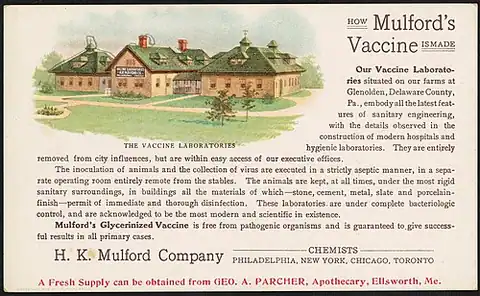 HOW Mulford's
Vaccine IS MADE
THE VACCINE LABORATORIES
Our Vaccine Laborato-
ries situated on our farms at
Glenolden, Delaware County,
Pa., embody all the latest feat-
ures of sanitary engineering,
with the details observed in the
construction of modern hospitals and
hygienic laboratories. They are entirely
removed from city influences, but are within easy access of our executive offices.
The inoculation of animals and the collection of virus are executed in a strictly aseptic manner, in a sep-
arate operating room entirely remote from the stables. The animals are kept, at all times, under the most rigid
sanitary surroundings, in buildings all the materials of which—stone, cement, metal, slate and porcelain-
finish—permit of immediate and thorough disinfection. These laboratories are under complete bacteriologic
control, and are acknowledged to be the most modern and scientific in existence.
Mulford's Glycerinized Vaccine is free from pathogenic organisms and is guaranteed to give success-
ful results in all primary cases.
H. K. Mulford Company
CHEMISTS
PHILADELPHIA, NEW YORK, CHICAGO, TORONTO
A Fresh Supply can be obtained from GEO. A. PARCHER, Apothecary, Ellsworth, Me.